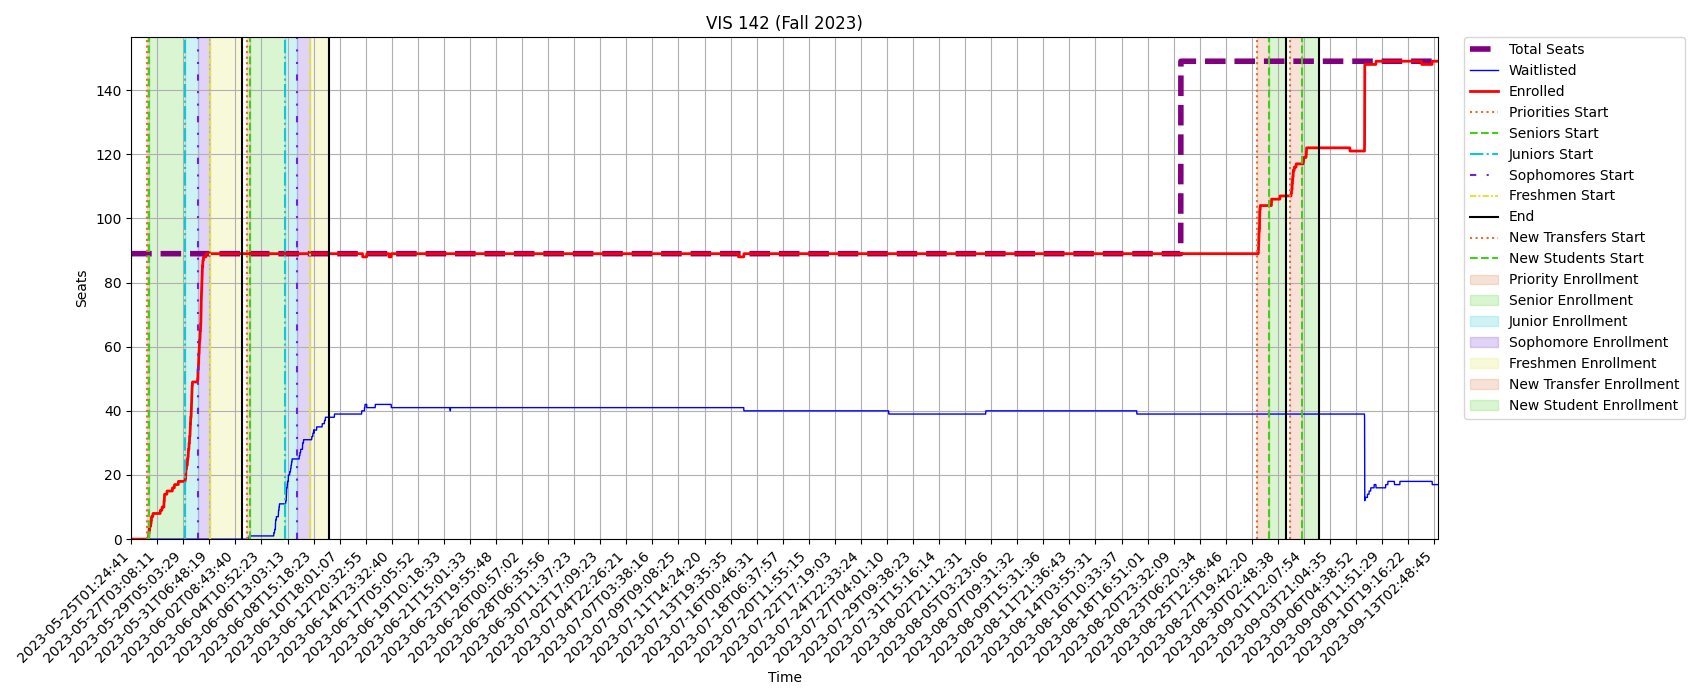 VIS 142 (Fall 2023)
Seats
140
120
100
80
60
40
20
0
2023-05-25T01:24:41
2023-05-27T03:08:11
2023-05-29T05:03:29
2023-05-31T06:48:19
2023-06-02T08:43:40
2023-06-04T10:52:23
2023-06-06T13:03:13
2023-06-08T15:18:23
2023-06-10T18:01:07
2023-06-12T20:32:55
2023-06-14T23:32:40
2023-06-17T05:05:52
2023-06-19T10:18:33
2023-06-21T15:01:33
2023-06-23T19:55:48
2023-06-26T00:57:02
2023-06-28T06:35:56
2023-06-30T11:37:23
2023-07-02T17:09:23
2023-07-04T22:26:21
2023-07-07T03:38:16
2023-07-09T09:08:25
2023-07-11T14:24:20
2023-07-13T19:35:35
2023-07-16T00:46:31
2023-07-18T06:37:57
2023-07-20T11:55:15
2023-07-22T17:19:03
2023-07-24T22:33:24
2023-07-27T04:01:10
2023-07-29T09:38:23
2023-07-31T15:16:14
2023-08-02T21:12:31
2023-08-05T03:23:06
2023-08-07T09:31:32
2023-08-09T15:31:36
2023-08-11T21:36:43
2023-08-14T03:55:31
2023-08-16T10:33:37
2023-08-18T16:51:01
2023-08-20T23:32:09
2023-08-23T06:20:34
2023-08-25T12:58:46
2023-08-27T19:42:20
2023-08-30T02:48:38
2023-09-01T12:07:54
2023-09-03T21:04:35
2023-09-06T04:38:52
2023-09-08T11:51:29
2023-09-10T19:16:22
2023-09-13T02:48:45
Time
Total Seats
Waitlisted
Enrolled
Priorities Start
Seniors Start
Juniors Start
Sophomores Start
Freshmen Start
End
New Transfers Start
New Students Start
Priority Enrollment
Senior Enrollment
Junior Enrollment
Sophomore Enrollment
Freshmen Enrollment
New Transfer Enrollment
New Student Enrollment